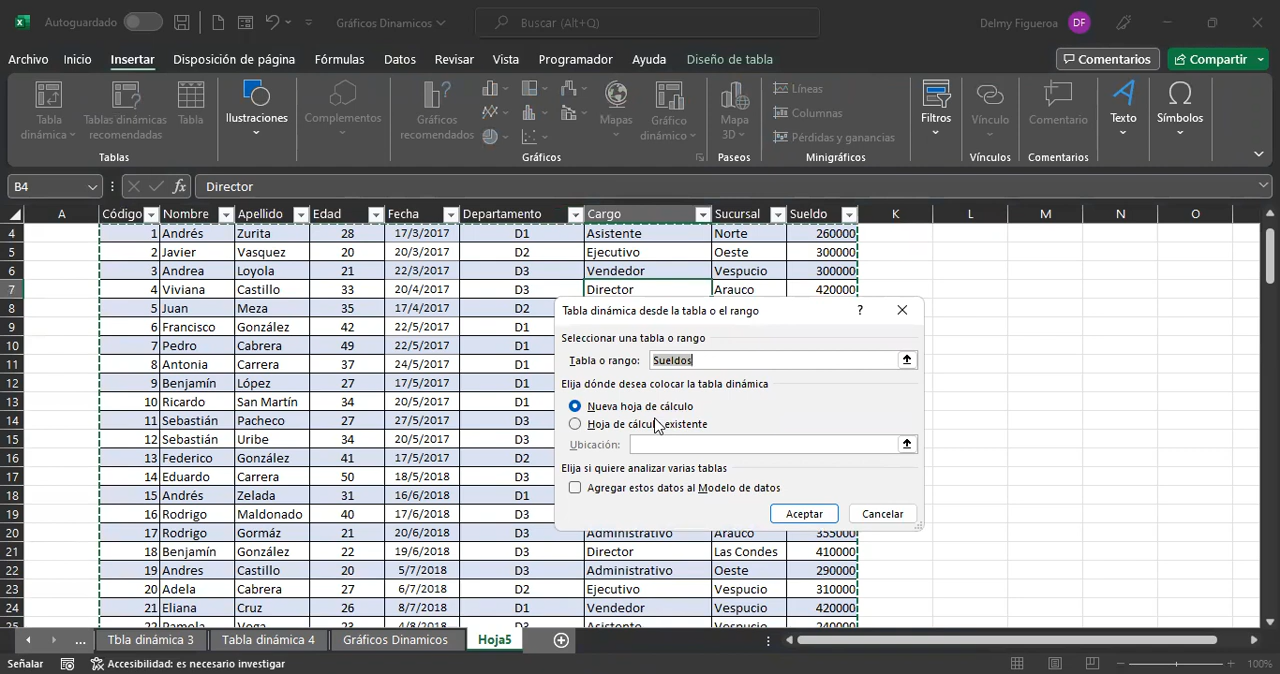 Autoguardado
Gráficos Dinamicos
Buscar (Alt+Q)
Delmy Figueroa DF
Archivo Inicio Insertar Disposición de página Fórmulas Datos Revisar Vista Programador Ayuda Diseño de tabla Comentarios Compartir
Tabla dinámica
Tablas dinámicas recomendadas
Tabla
Tablas
Ilustraciones
Complementos
Gráficos recomendados
Mapas
Gráfico dinámico
Gráficos
Mapa 3D
Paseos
Líneas
Columnas
Pérdidas y ganancias
Minigráficos
Filtros
Vínculo
Vínculos
Comentario
Comentarios
Texto
Símbolos
B4 fx Director
A Código Nombre Apellido Edad Fecha Departamento Cargo Sucursal Sueldo K L M N O
4 1 Andrés Zurita 28 17/3/2017 D1 Asistente Norte 260000
5 2 Javier Vasquez 20 20/3/2017 D2 Ejecutivo Oeste 300000
6 3 Andrea Loyola 21 22/3/2017 D3 Vendedor Vespucio 300000
7 4 Viviana Castillo 33 20/4/2017 D3 Director Arauco 420000
8 5 Juan Meza 35 17/4/2017 D2
9 6 Francisco González 42 22/5/2017 D1
10 7 Pedro Cabrera 49 22/5/2017 D1
11 8 Antonia Carrera 37 24/5/2017 D1
12 9 Benjamín López 27 17/5/2017 D1
13 10 Ricardo San Martín 34 20/5/2017 D1
14 11 Sebastián Pacheco 27 27/5/2017 D3
15 12 Sebastián Uribe 34 20/5/2017 D3
16 13 Federico González 41 17/5/2017 D2
17 14 Eduardo Carrera 50 18/5/2017 D3
18 15 Andrés Zelada 31 16/6/2018 D1
19 16 Rodrigo Maldonado 40 16/6/2018 D3
20 17 Rodrigo Gormáz 21 20/6/2018 D3 Administrativo Arauco 355000
21 18 Benjamín González 22 19/6/2018 D3 Director Las Condes 410000
22 19 Andres Castillo 20 5/7/2018 D3 Administrativo Oeste 290000
23 20 Adela Cabrera 27 6/7/2018 D2 Ejecutivo Vespucio 310000
24 21 Eliana Cruz 26 8/7/2018 D1 Vendedor Vespucio 420000
25 22 Pamela Vega 23 4/8/2018 D3 Asistente Vespucio 240000
Tabla dinámica desde la tabla o el rango ?
Seleccionar una tabla o rango
Tabla o rango: Sueldos
Elija dónde desea colocar la tabla dinámica
Nueva hoja de cálculo
Hoja de cálculo existente
Ubicación:
Elija si quiere analizar varias tablas
Agregar estos datos al Modelo de datos
Aceptar Cancelar
... Tbla dinámica 3 Tabla dinámica 4 Gráficos Dinamicos Hoja5
Señalar Accesibilidad: es necesario investigar 100%